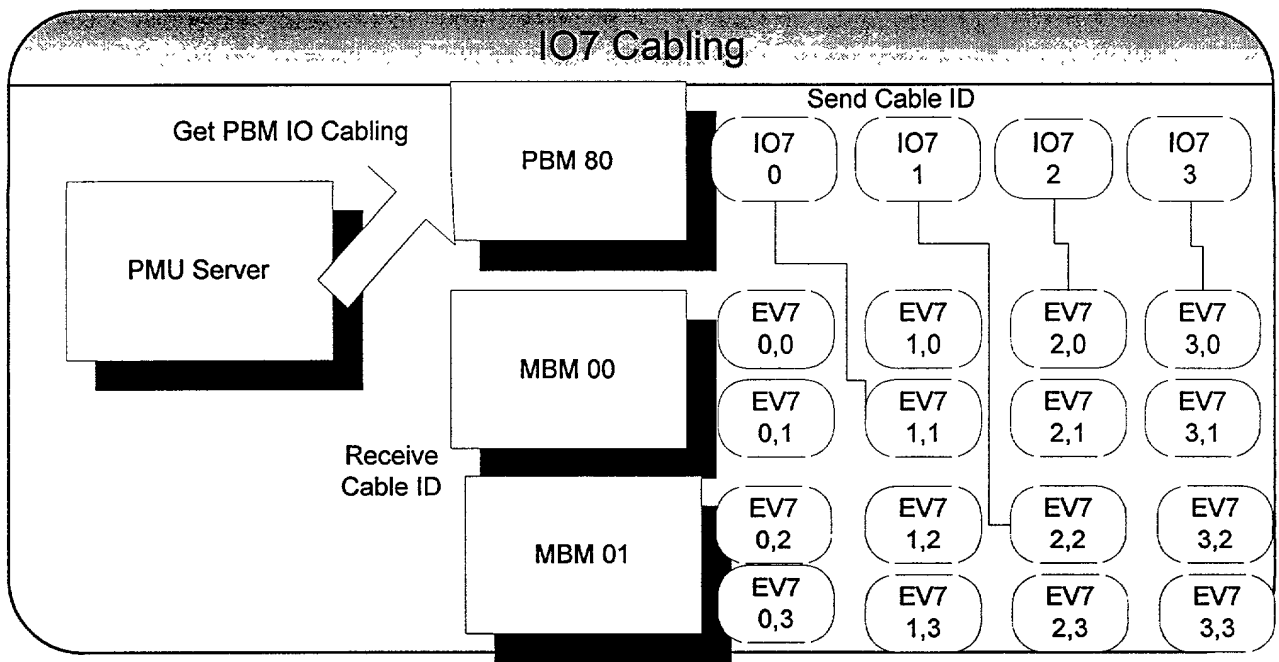 IO7 Cabling
Send Cable ID
Get PBM IO Cabling
PMU Server
PBM 80
IO7
0
IO7
1
IO7
2
IO7
3
MBM 00
EV7
0,0
EV7
1,0
EV7
2,0
EV7
3,0
EV7
0,1
EV7
1,1
EV7
2,1
EV7
3,1
Receive
Cable ID
MBM 01
EV7
0,2
EV7
1,2
EV7
2,2
EV7
3,2
EV7
0,3
EV7
1,3
EV7
2,3
EV7
3,3